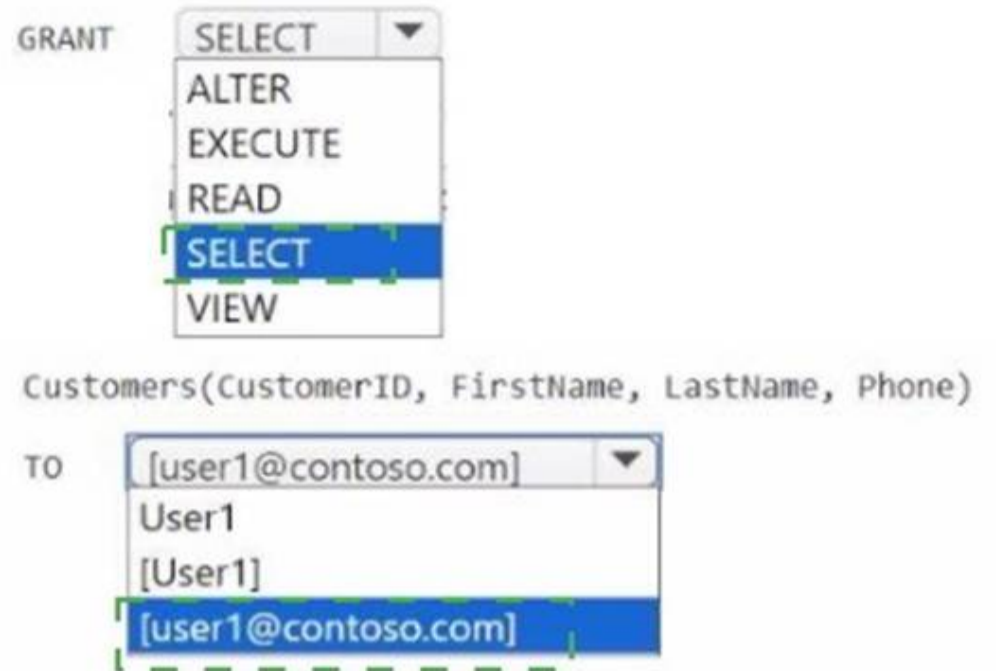 GRANT SELECT
ALTER
EXECUTE
READ
SELECT
VIEW
Customers(CustomerID, FirstName, LastName, Phone)
TO [user1@contoso.com]
User1
[User1]
[user1@contoso.com]